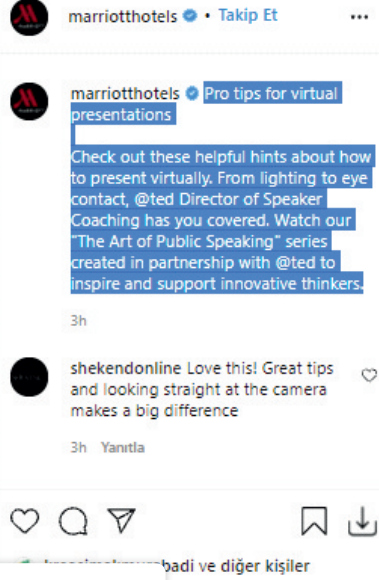 marriotthotels • Takip Et
marriotthotels Pro tips for virtual
presentations
Check out these helpful hints about how
to present virtually. From lighting to eye
contact, @ted Director of Speaker
Coaching has you covered. Watch our
"The Art of Public Speaking" series
created in partnership with @ted to
inspire and support innovative thinkers.
3h
shekendonline Love this! Great tips
and looking straight at the camera
makes a big difference
3h Yanıtla
ve diğer kişiler